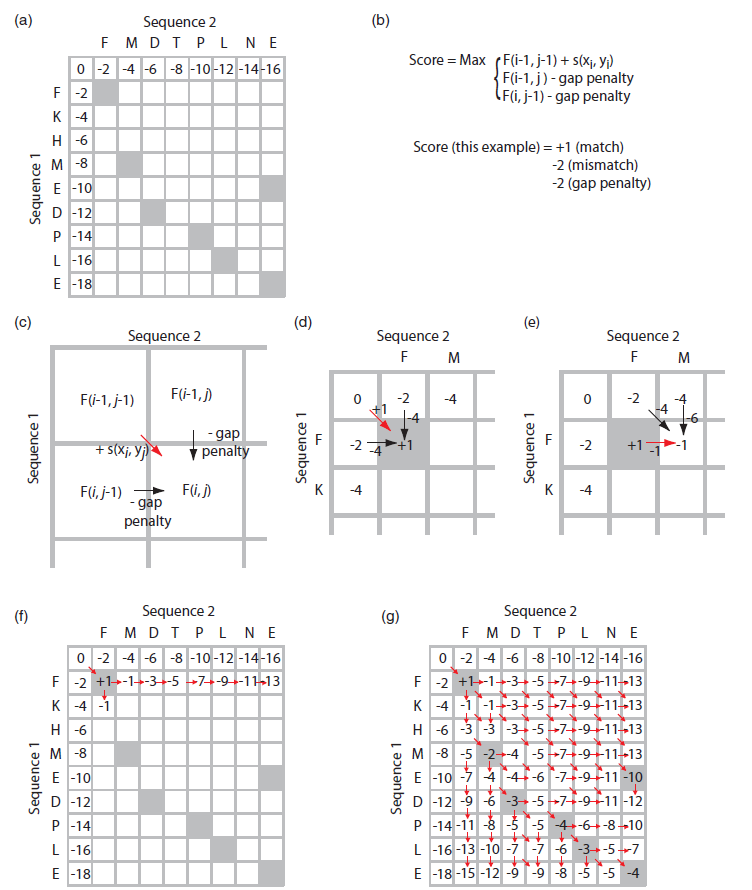 (a)
Sequence 2
F M D T P L N E
0 -2 -4 -6 -8 -10 -12 -14 -16
F -2
K -4
H -6
M -8
E -10
D -12
P -14
L -16
E -18
Sequence 1
(b)
Score = Max { F(i-1, j-1) + s(xi, yj)
F(i-1, j ) - gap penalty
F(i, j-1) - gap penalty
Score (this example) = +1 (match)
-2 (mismatch)
-2 (gap penalty)
(c)
Sequence 2
Sequence 1
F(i-1, j-1) F(i-1, j)
+ s(xi, yj) - gap
penalty
F(i, j-1) F(i, j)
- gap
penalty
(d)
Sequence 2
F M
Sequence 1
0 -2 -4
+1 -4
F -2 -4 +1
K -4
(e)
Sequence 2
F M
Sequence 1
0 -2 -4
-4 -6
F -2 +1 -1 -1
K -4
(f)
Sequence 2
F M D T P L N E
0 -2 -4 -6 -8 -10 -12 -14 -16
F -2 +1 -1 -3 -5 -7 -9 -11 -13
K -4 -1
H -6
M -8
E -10
D -12
P -14
L -16
E -18
Sequence 1
(g)
Sequence 2
F M D T P L N E
0 -2 -4 -6 -8 -10 -12 -14 -16
F -2 +1 -1 -3 -5 -7 -9 -11 -13
K -4 -1 -1 -3 -5 -7 -9 -11 -13
H -6 -3 -3 -3 -5 -7 -9 -11 -13
M -8 -5 -2 -4 -5 -7 -9 -11 -13
E -10 -7 -4 -4 -6 -7 -9 -11 -10
D -12 -9 -6 -3 -5 -7 -9 -11 -12
P -14 -11 -8 -5 -5 -4 -6 -8 -10
L -16 -13 -10 -7 -7 -6 -3 -5 -7
E -18 -15 -12 -9 -9 -8 -5 -5 -4
Sequence 1